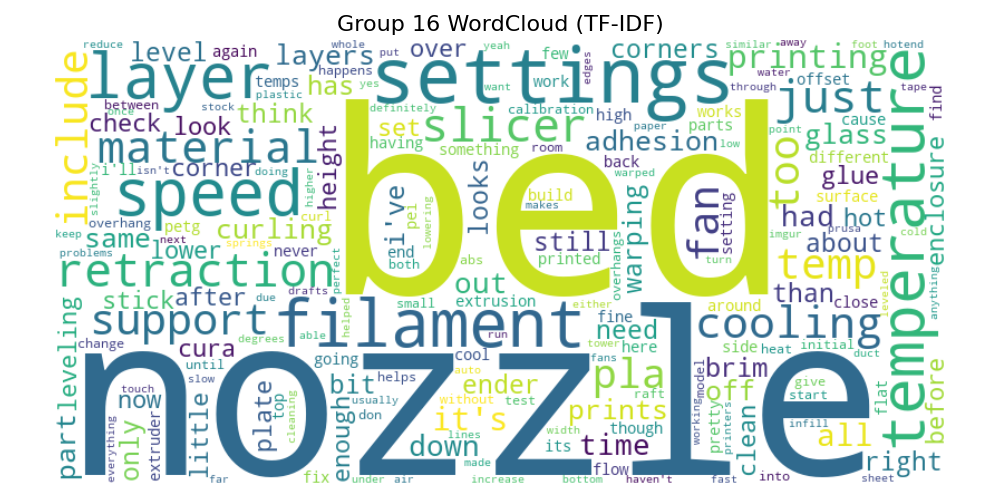 Group 16 WordCloud (TF-IDF)
reduce level again layers whole put over yeah few corners similar away foot hotend
include layer happens yes settings edges printing water
temps plastic has want work through offset tape
between once stock definitely calibration high works just find
check look think set slicer parts cause
material height having something adhesion paper room point low too glass
i'll isn't corner doing back different
slightly speed higher looks build warped glue temperature enclosure
overhang curl i've pel lowering makes warping fan setting surface
keep petg curling end still had hot
same next springs never both abs printed overhangs turn imgur prusa cold
problems lower bed about
retraction perfect out temp anything leveled
stick after due drafts helped small extrusion either around than close
support degrees able filament run fine need cooling
change cura tower here side heat initial duct
partleveling until going cool fans brim
touch slow plate top bit helps auto ender pla model off give flat before
now cleaning usually without test raft start
only little don it's prints working pretty printers infill all
everything extruder nozzle enough lines width though clean
down its time right
far fix under air made increase bottom flow haven't fast into sheet